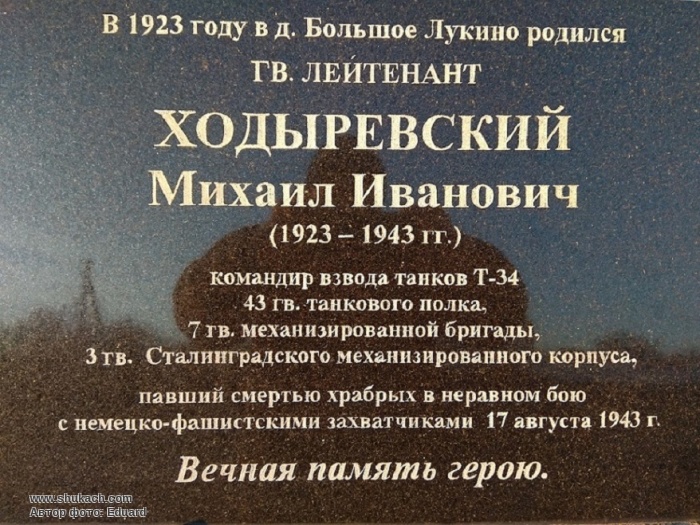 В 1923 году в д. Большое Лукино родился
ГВ. ЛЕЙТЕНАНТ
ХОДЫРЕВСКИЙ
Михаил Иванович
(1923 – 1943 гг.)
командир взвода танков Т-34
43 гв. танкового полка,
7 гв. механизированной бригады,
3 гв. Сталинградского механизированного корпуса,
павший смертью храбрых в неравном бою
с немецко-фашистскими захватчиками 17 августа 1943 г.
Вечная память герою.
www.shukach.com
Автор фото: Eduard